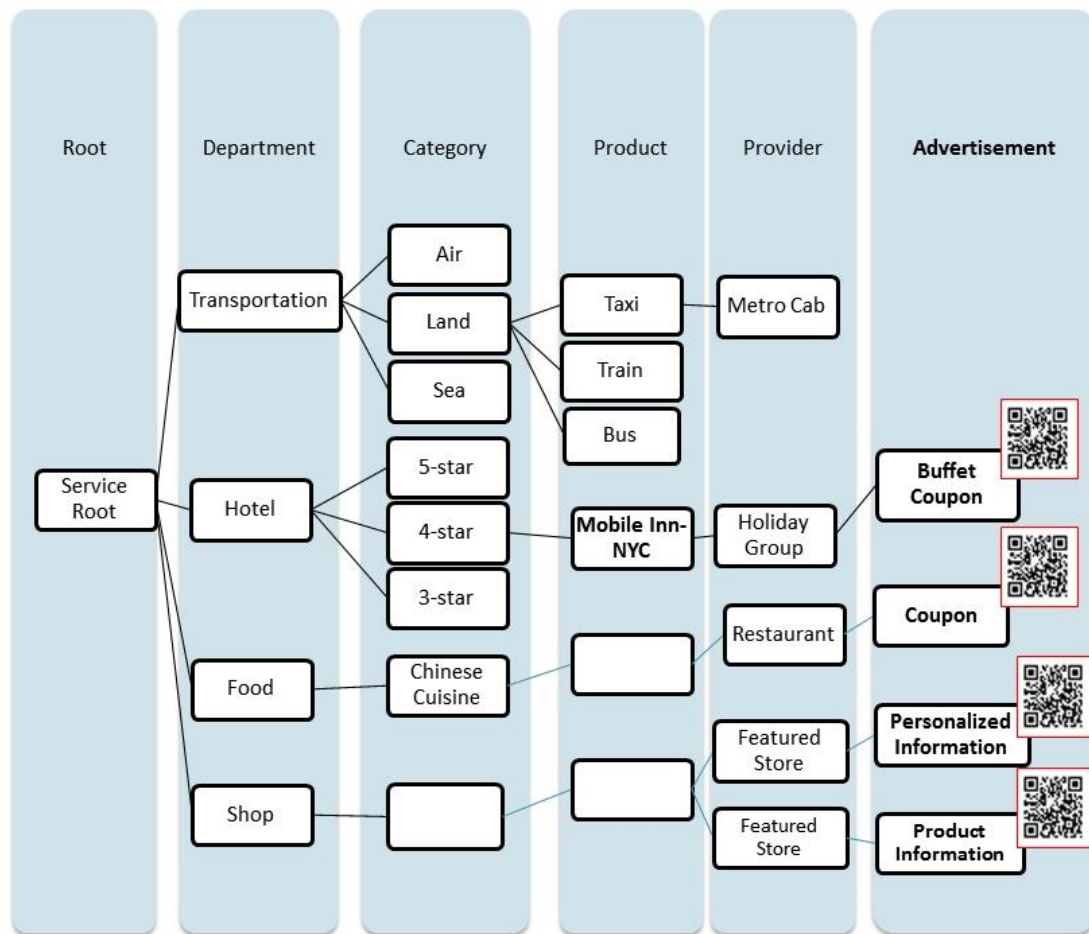 Root
Department
Category
Product
Provider
Advertisement
Air
Transportation
Land
Taxi
Metro Cab
Train
Sea
Bus
5-star
Buffet
Coupon
Service
Root
Hotel
4-star
Mobile Inn-
NYC
Holiday
Group
3-star
Restaurant
Coupon
Food
Chinese
Cuisine
Featured
Store
Personalized
Information
Shop
Featured
Store
Product
Information